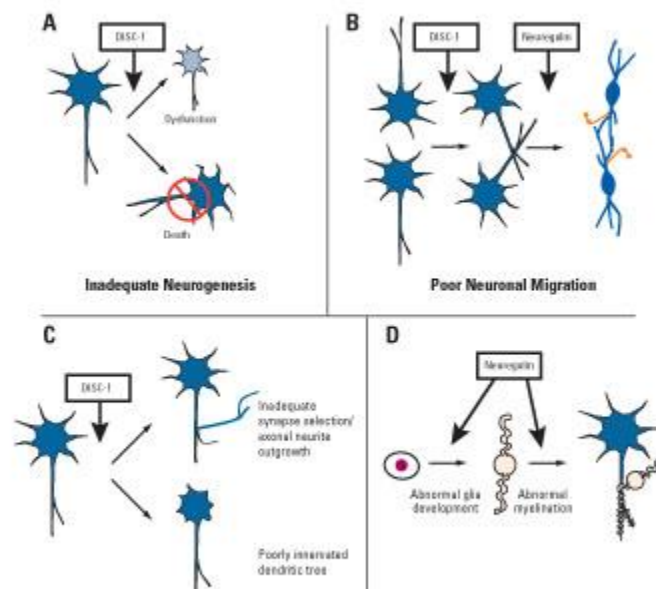 A
DISC-1
Dysfunction
Death
Inadequate Neurogenesis
B
DISC-1
Neuregulin
Poor Neuronal Migration
C
DISC-1
Inadequate
synapse selection/
axonal neurite
outgrowth
Poorly innervated
dendritic tree
D
Neuregulin
Abnormal glia
development
Abnormal
myelination